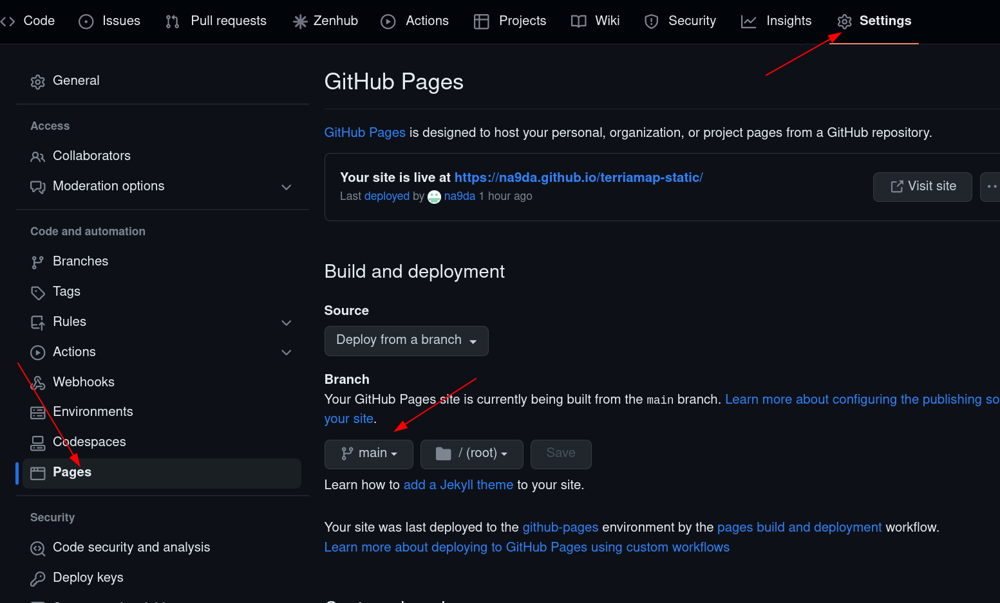 Code Issues Pull requests Zenhub Actions Projects Wiki Security Insights Settings
General
Access
Collaborators
Moderation options
Code and automation
Branches
Tags
Rules
Actions
Webhooks
Environments
Codespaces
Pages
Security
Code security and analysis
Deploy keys
GitHub Pages
GitHub Pages is designed to host your personal, organization, or project pages from a GitHub repository.
Your site is live at https://na9da.github.io/terriamap-static/
Last deployed by na9da 1 hour ago
Visit site
Build and deployment
Source
Deploy from a branch
Branch
Your GitHub Pages site is currently being built from the main branch. Learn more about configuring the publishing so
your site.
main / (root) Save
Learn how to add a Jekyll theme to your site.
Your site was last deployed to the github-pages environment by the pages build and deployment workflow.
Learn more about deploying to GitHub Pages using custom workflows